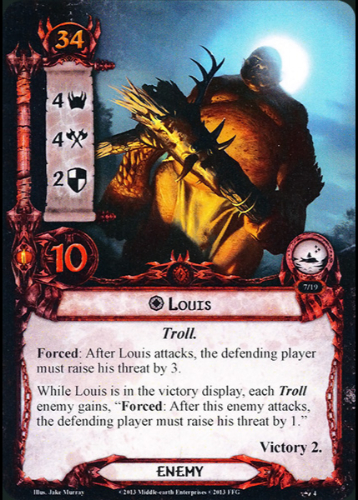 34
4
4
2
10
7/19
Louis
Troll.
Forced: After Louis attacks, the defending player
must raise his threat by 3.
While Louis is in the victory display, each Troll
enemy gains, “Forced: After this enemy attacks,
the defending player must raise his threat by 1.”
Victory 2.
ENEMY
Illus. Jake Murray
©2013 Middle-earth Enterprises ©2013 FFG